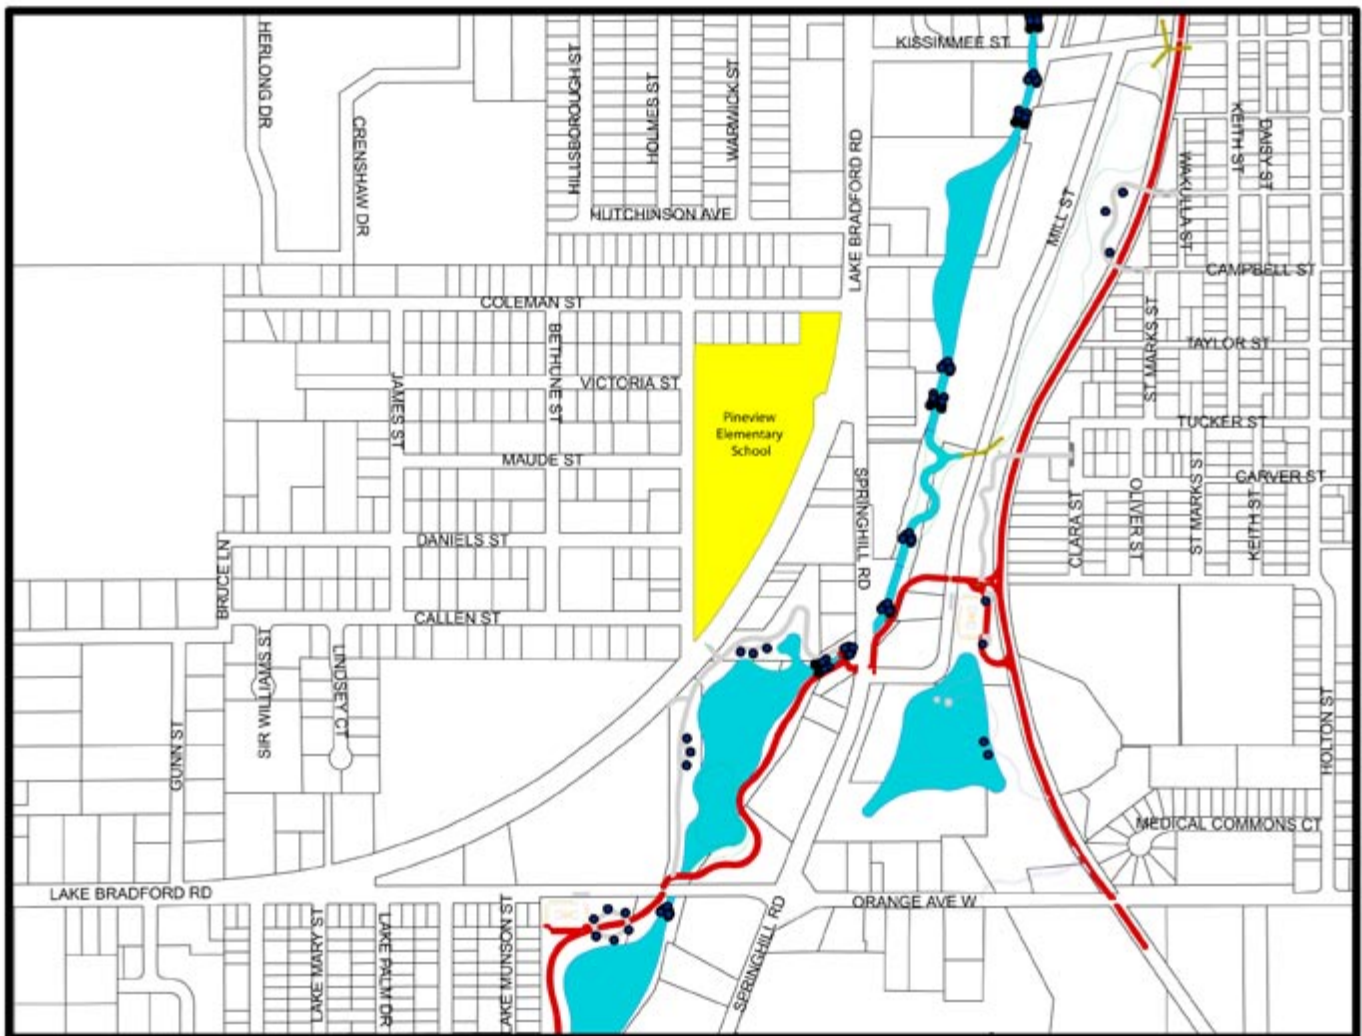 KISSIMMEE ST
HERLONG DR
CRENSHAW DR
HILLSBOROUGH ST
HOLMES ST
WARWICK ST
LAKE BRADFORD RD
MILL ST
KEITH ST
DAISY ST
WAKULLA ST
HUTCHINSON AVE
CAMPBELL ST
COLEMAN ST
BETHUNE ST
VICTORIA ST
JAMES ST
MAUDE ST
Pineview
Elementary
School
ST MARKS ST
TAYLOR ST
TUCKER ST
CARVER ST
SPRINGHILL RD
CLARA ST
OLIVER ST
ST MARKS ST
KEITH ST
DANIELS ST
BRUCE LN
CALLEN ST
SIR WILLIAMS ST
LINDSEY CT
GUNN ST
HOLTON ST
MEDICAL COMMONS CT
LAKE BRADFORD RD
ORANGE AVE W
LAKE MARY ST
LAKE PALM DR
LAKE MUNSON ST
SPRINGHILL RD